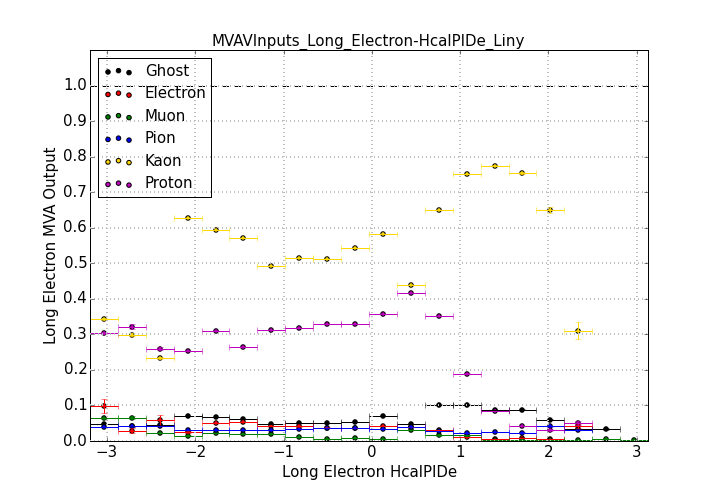 MVAVInputs_Long_Electron-HcalPIDe_Liny
Ghost
Electron
Muon
Pion
Kaon
Proton
Long Electron MVA Output
1.0
0.9
0.8
0.7
0.6
0.5
0.4
0.3
0.2
0.1
0.0
−3 −2 −1 0 1 2 3
Long Electron HcalPIDe